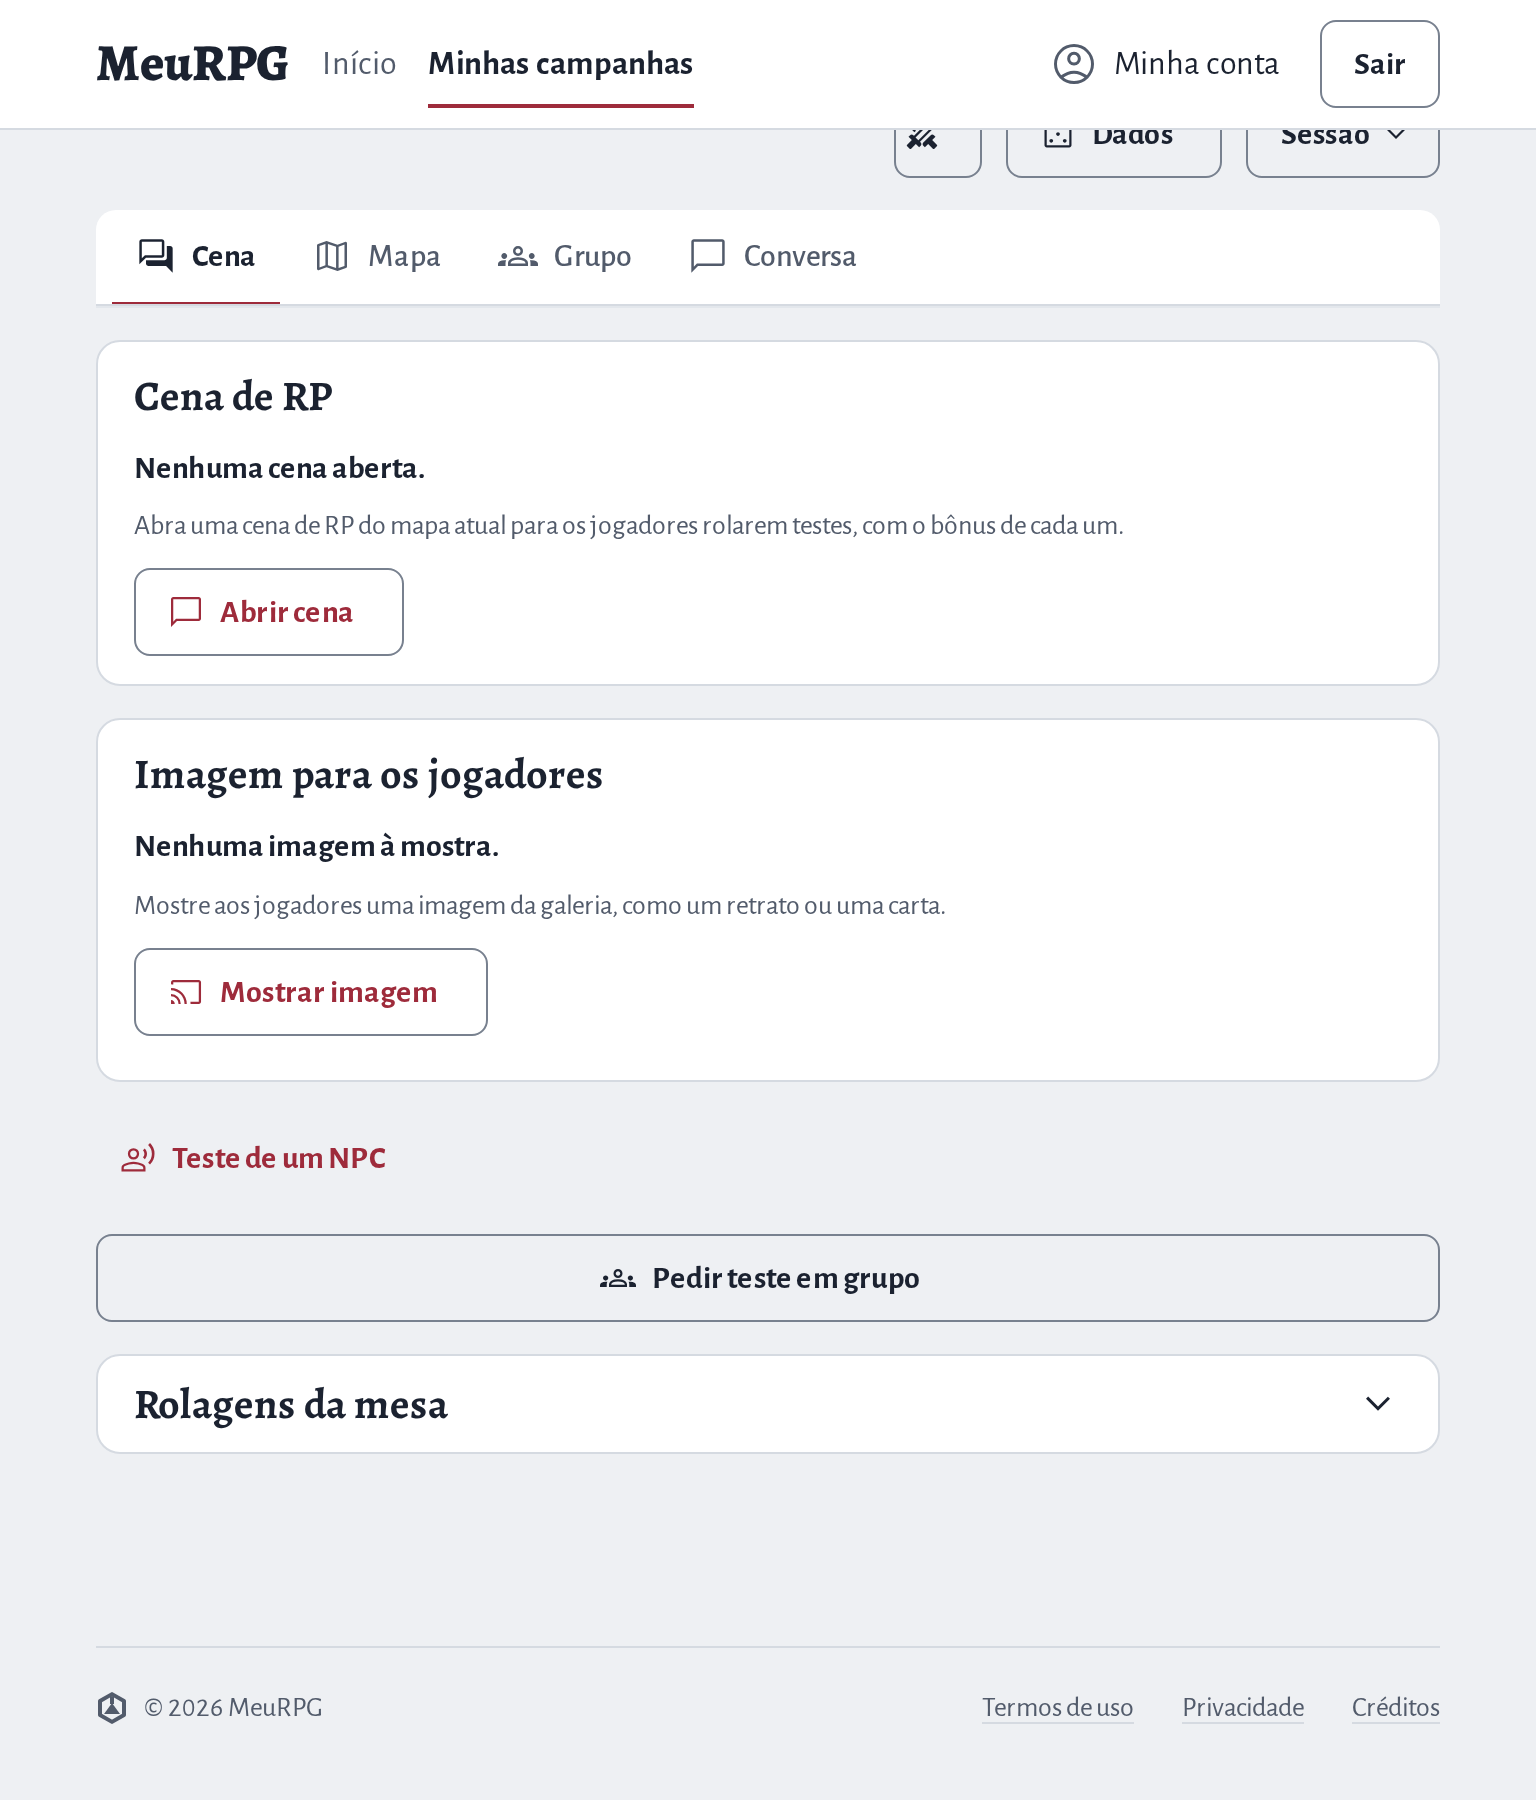 MeuRPG Início Minhas campanhas Minha conta Sair
Dados Sessão
Cena Mapa Grupo Conversa
Cena de RP
Nenhuma cena aberta.
Abra uma cena de RP do mapa atual para os jogadores rolarem testes, com o bônus de cada um.
Abrir cena
Imagem para os jogadores
Nenhuma imagem à mostra.
Mostre aos jogadores uma imagem da galeria, como um retrato ou uma carta.
Mostrar imagem
Teste de um NPC
Pedir teste em grupo
Rolagens da mesa
© 2026 MeuRPG Termos de uso Privacidade Créditos